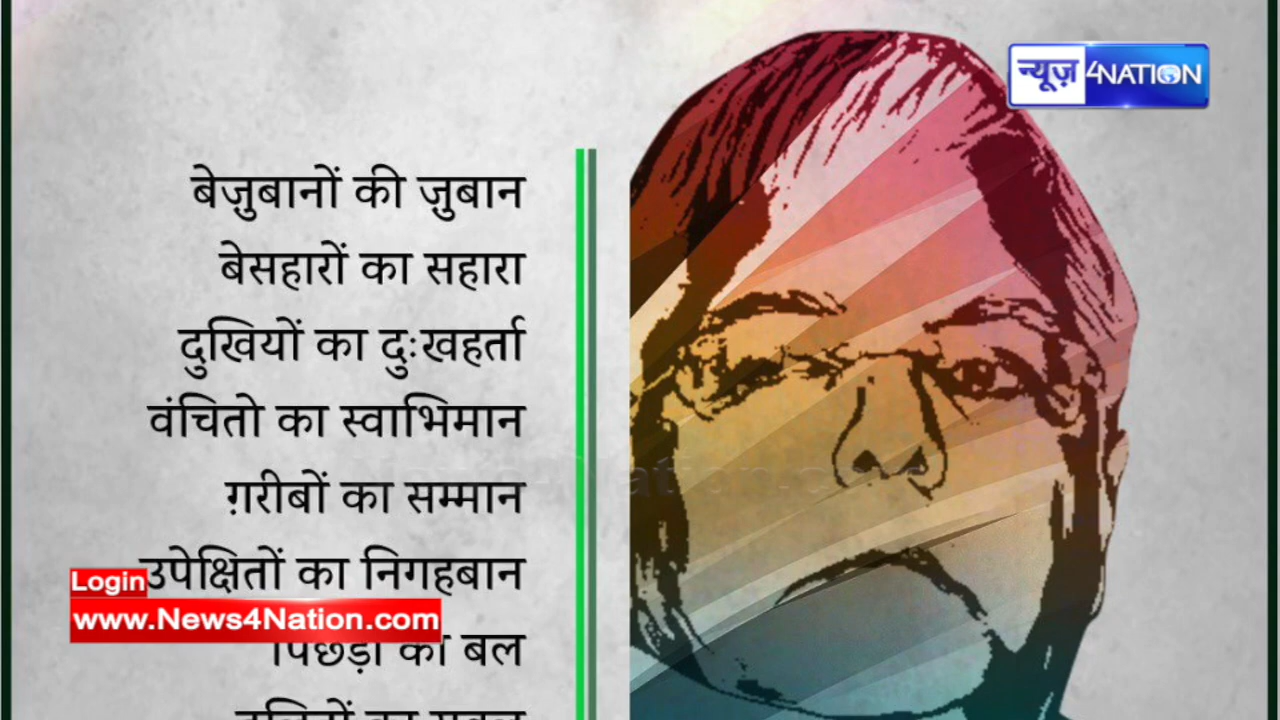 न्यूज़ 4NATION
बेज़ुबानों की ज़ुबान
बेसहारों का सहारा
दुखियों का दुःखहर्ता
वंचितो का स्वाभिमान
ग़रीबों का सम्मान
उपेक्षितों का निगहबान
Login
www.News4Nation.com
का बल